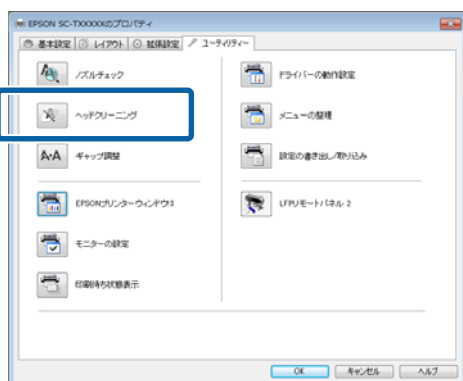 EPSON SC-TXXXXXのプロパティ
基本設定 レイアウト 拡張設定 ユーティリティー
ノズルチェック
ドライバーの動作設定
ヘッドクリーニング
メニューの整理
A·A ギャップ調整
設定の書き出し/取り込み
EPSONプリンターウィンドウ!3
LFPリモートパネル 2
モニターの設定
印刷待ち状態表示
OK キャンセル ヘルプ